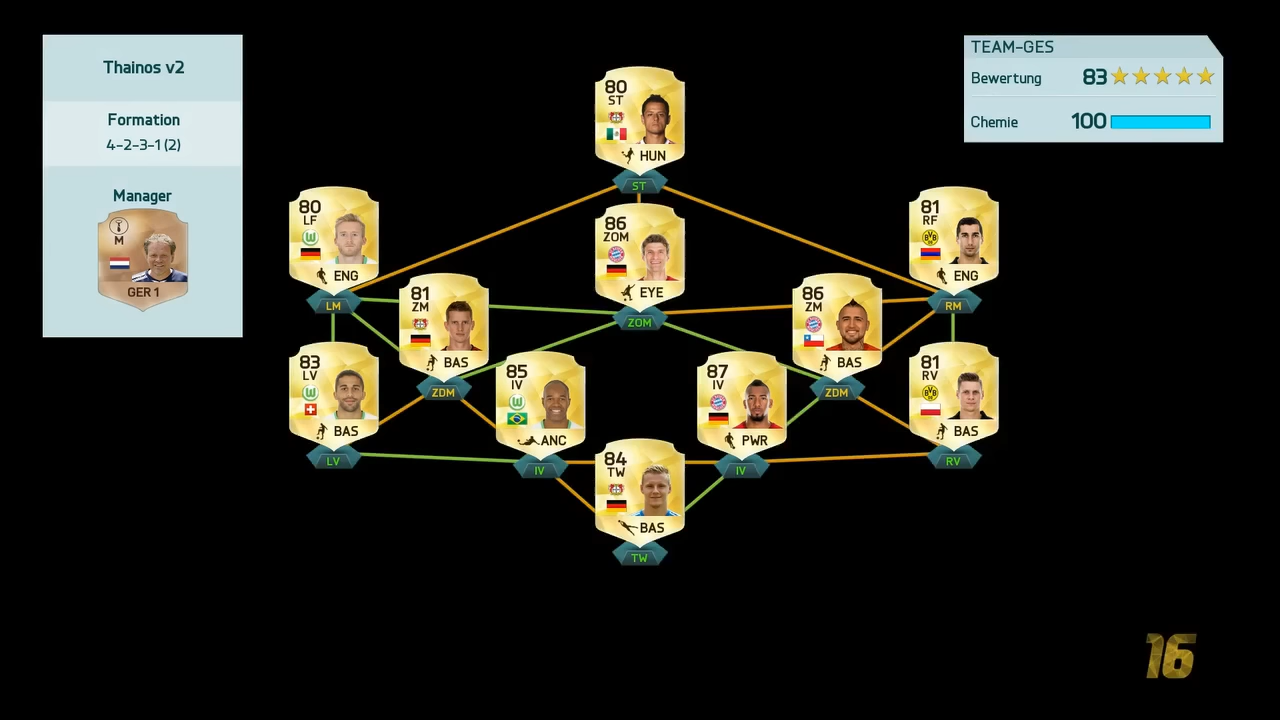 Thainos v2
Formation
4-2-3-1 (2)
Manager
M
GER 1
TEAM-GES
Bewertung 83
Chemie 100
80
ST
HUN
ST
80
LF
ENG
LM
86
ZOM
EYE
ZOM
81
RF
BVB
ENG
RM
81
ZM
BAS
ZDM
86
ZM
BAS
ZDM
83
LV
BAS
LV
85
IV
ANC
IV
87
IV
PWR
IV
81
RV
BVB
BAS
RV
84
TW
BAS
TW
16